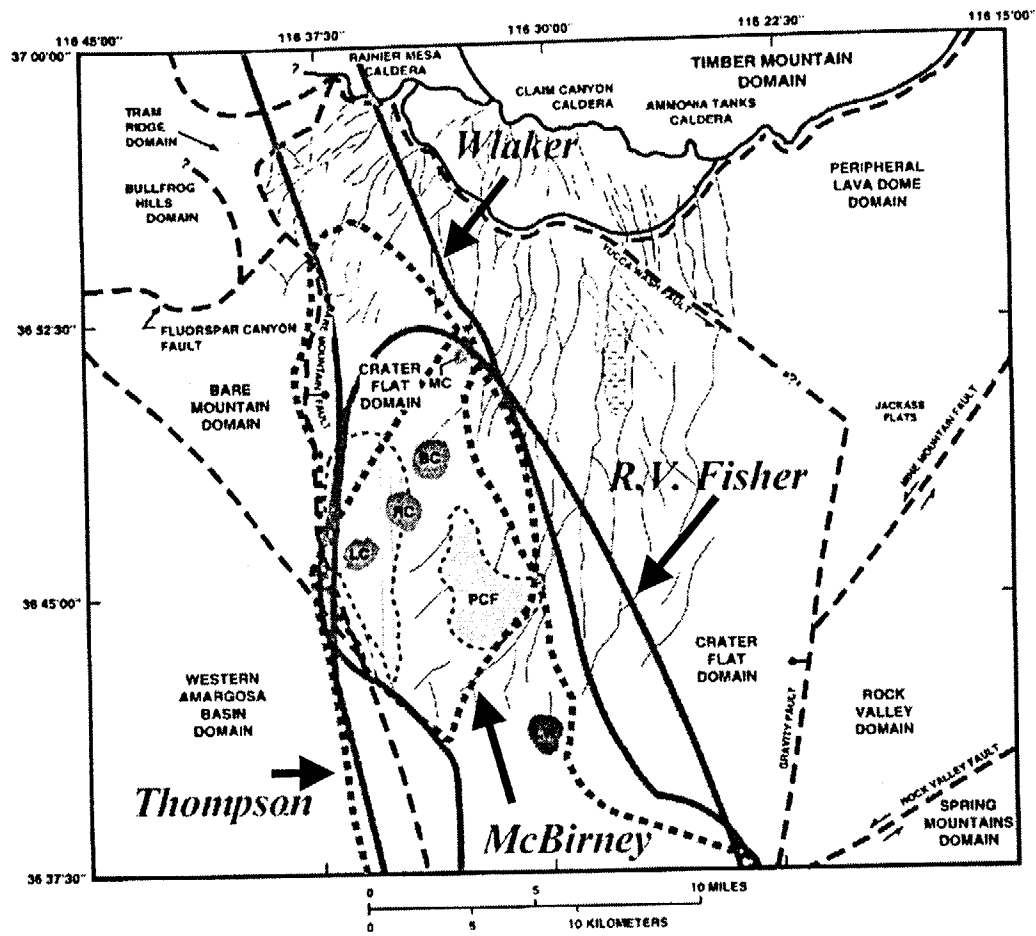 116 45'00"
116 37'30"
116 30'00"
116 22'30"
116 15'00"
37 00'00"
?
RAINIER MESA
CALDERA
TIMBER MOUNTAIN
DOMAIN
CLAIM CANYON
CALDERA
AMMONIA TANKS
CALDERA
TRAM
RIDGE
DOMAIN
Wlaker
?
BULLFROG
HILLS
DOMAIN
PERIPHERAL
LAVA DOME
DOMAIN
YUCCA WASH FAULT
36 52'30"
FLUORSPAR CANYON
FAULT
BARE MOUNTAIN FAULT
CRATER
FLAT
DOMAIN
MC
BARE
MOUNTAIN
DOMAIN
?
JACKASS
FLATS
MINE MOUNTAIN FAULT
BC
R.V. Fisher
RC
LC
PCF
36 45'00"
WESTERN
AMARGOSA
BASIN
DOMAIN
CRATER
FLAT
DOMAIN
ROCK
VALLEY
DOMAIN
GRAVITY FAULT
LW
Thompson
McBirney
ROCK VALLEY FAULT
SPRING
MOUNTAINS
DOMAIN
36 37'30"
0
5
10 MILES
0
5
10 KILOMETERS